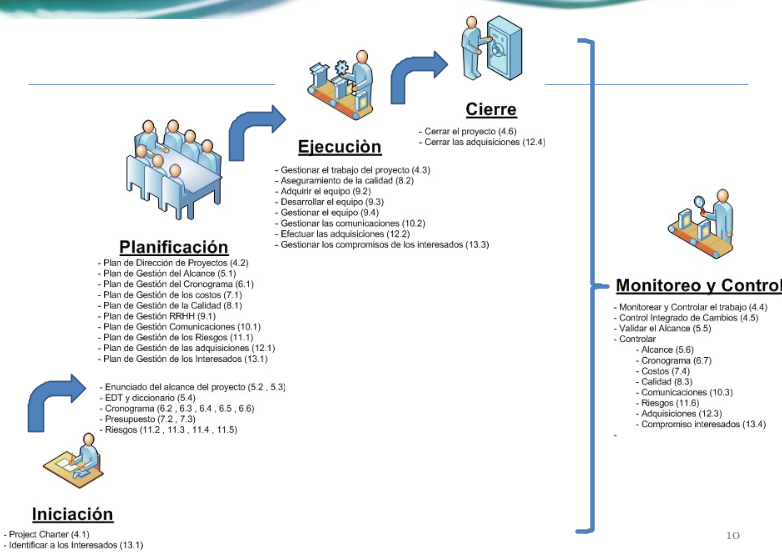 Cierre
- Cerrar el proyecto (4.6)
- Cerrar las adquisiciones (12.4)
Ejecuciòn
- Gestionar el trabajo del proyecto (4.3)
- Aseguramiento de la calidad (8.2)
- Adquirir el equipo (9.2)
- Desarrollar el equipo (9.3)
- Gestionar el equipo (9.4)
- Gestionar las comunicaciones (10.2)
- Efectuar las adquisiciones (12.2)
- Gestionar los compromisos de los interesados (13.3)
Planificación
- Plan de Dirección de Proyectos (4.2)
- Plan de Gestión del Alcance (5.1)
- Plan de Gestión del Cronograma (6.1)
- Plan de Gestión de los costos (7.1)
- Plan de Gestión de la Calidad (8.1)
- Plan de Gestión RRHH (9.1)
- Plan de Gestión Comunicaciones (10.1)
- Plan de Gestión de los Riesgos (11.1)
- Plan de Gestión de las adquisiciones (12.1)
- Plan de Gestión de los Interesados (13.1)
- Enunciado del alcance del proyecto (5.2 , 5.3)
- EDT y diccionario (5.4)
- Cronograma (6.2 , 6.3 , 6.4 , 6.5 , 6.6)
- Presupuesto (7.2 , 7.3)
- Riesgos (11.2 , 11.3 , 11.4 , 11.5)
Iniciación
- Project Charter (4.1)
- Identificar a los Interesados (13.1)
Monitoreo y Control
- Monitorear y Controlar el trabajo (4.4)
- Control Integrado de Cambios (4.5)
- Validar el Alcance (5.5)
- Controlar
- Alcance (5.6)
- Cronograma (6.7)
- Costos (7.4)
- Calidad (8.3)
- Comunicaciones (10.3)
- Riesgos (11.6)
- Adquisiciones (12.3)
- Compromiso interesados (13.4)
-
10